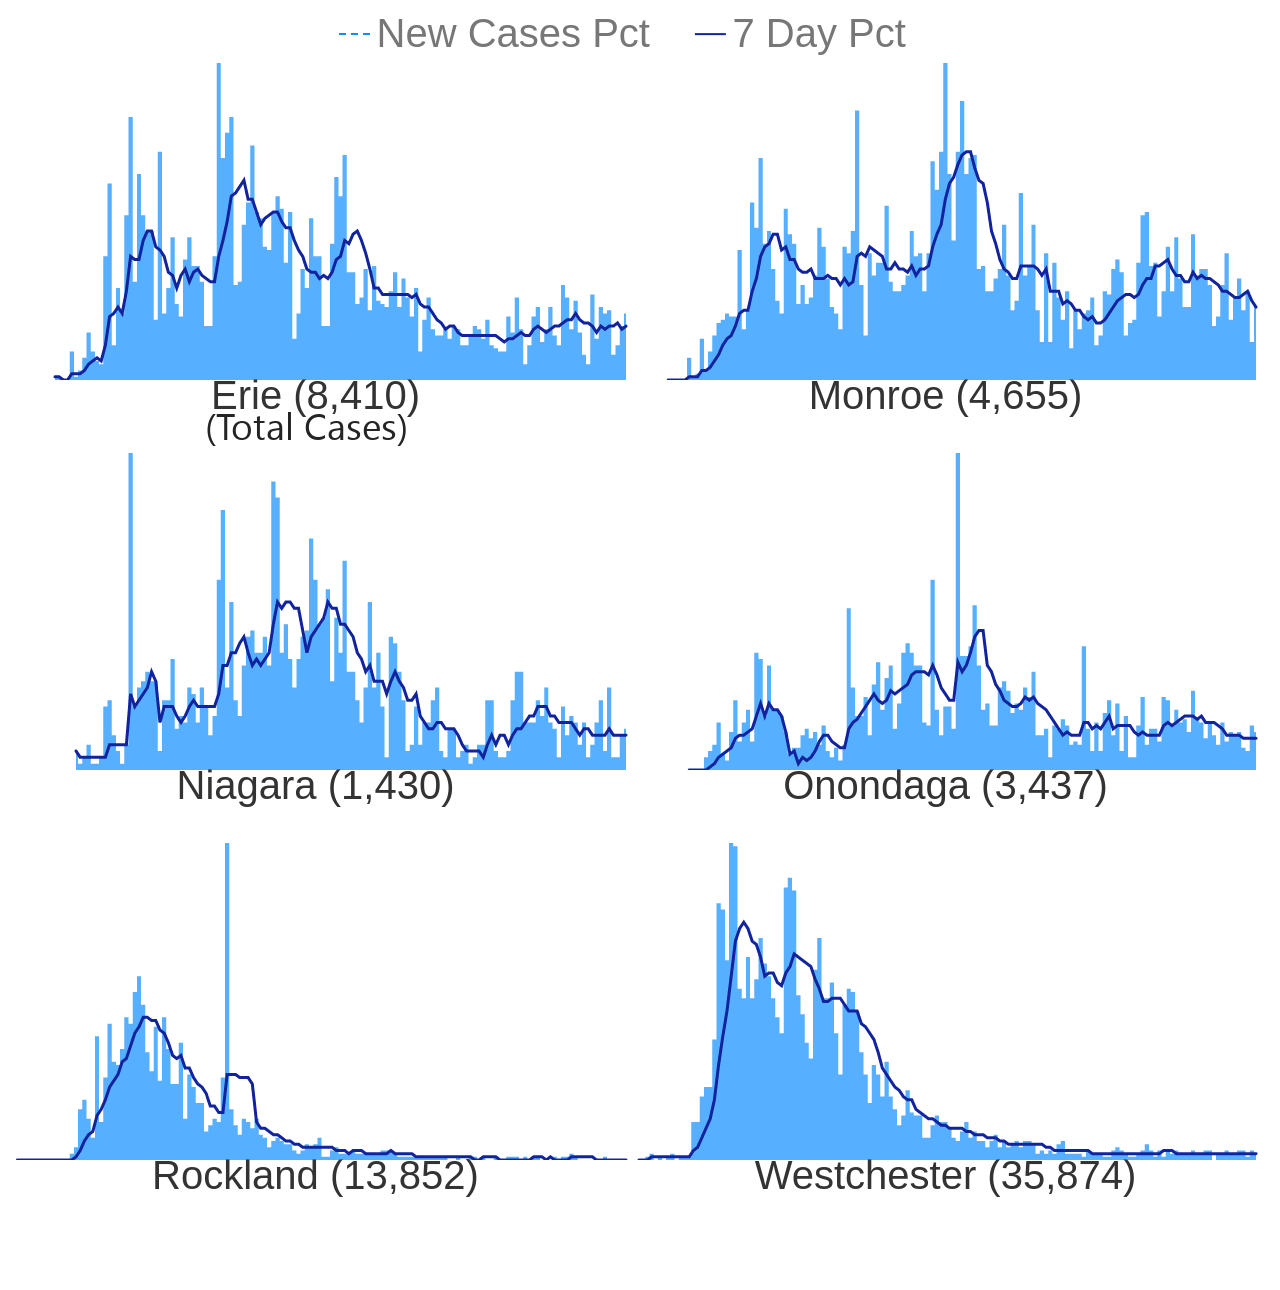 New Cases Pct 7 Day Pct
Erie (8,410) Monroe (4,655)
(Total Cases)
Niagara (1,430) Onondaga (3,437)
Rockland (13,852) Westchester (35,874)